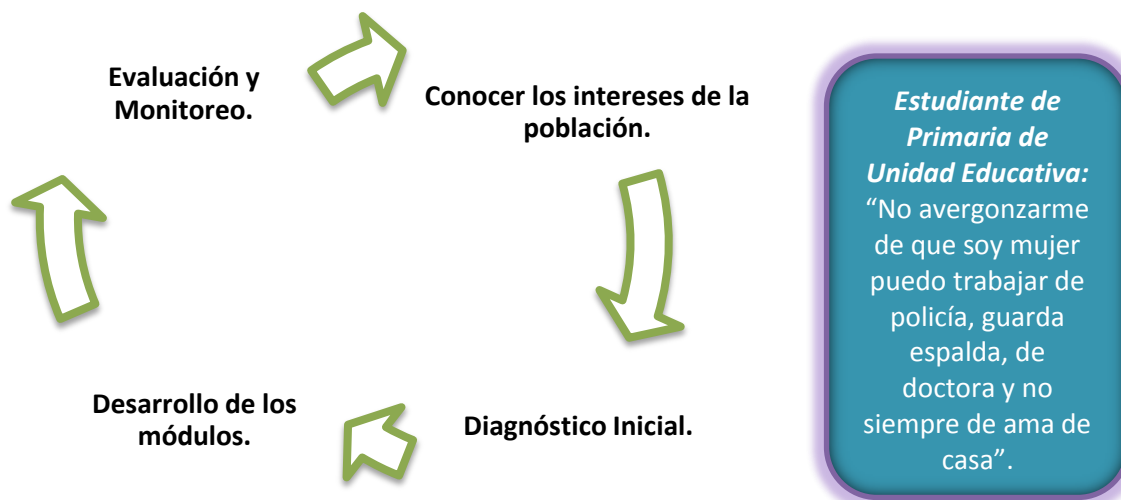 Evaluación y
Monitoreo.
Conocer los intereses de la
población.
Desarrollo de los
módulos.
Diagnóstico Inicial.
Estudiante de
Primaria de
Unidad Educativa:
“No avergonzarme
de que soy mujer
puedo trabajar de
policía, guarda
espalda, de
doctora y no
siempre de ama de
casa”.